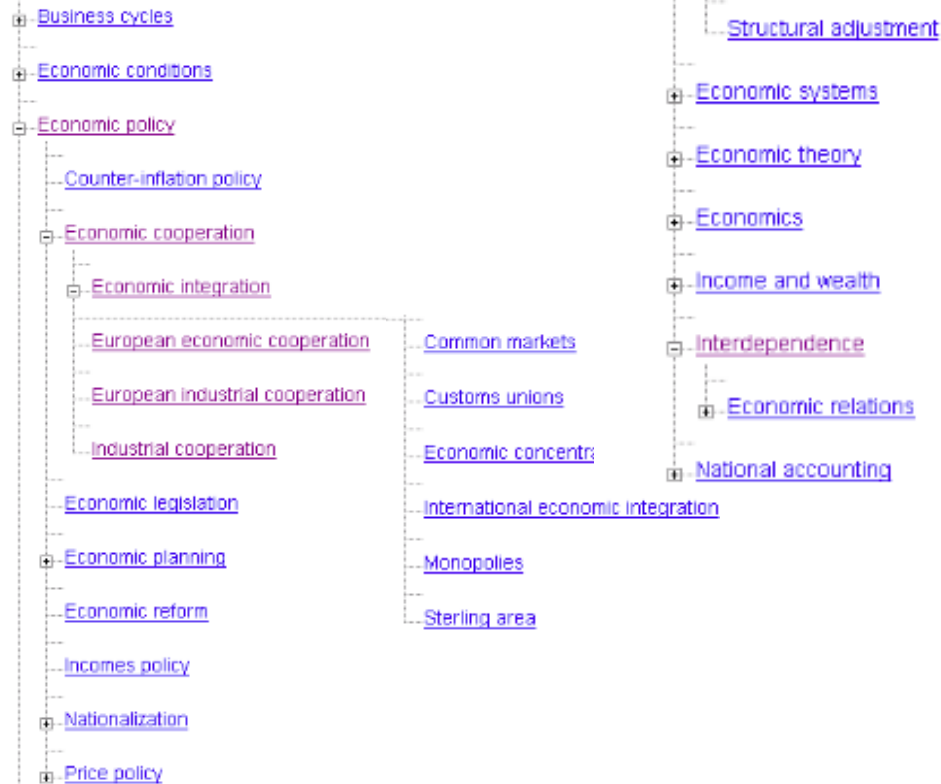 Business cycles
Economic conditions
Economic policy
Counter-inflation policy
Economic cooperation
Economic integration
European economic cooperation
European industrial cooperation
Industrial cooperation
Economic legislation
Economic planning
Economic reform
Incomes policy
Nationalization
Price policy
Common markets
Customs unions
Economic concentra
International economic integration
Monopolies
Sterling area
Structural adjustment
Economic systems
Economic theory
Economics
Income and wealth
Interdependence
Economic relations
National accounting